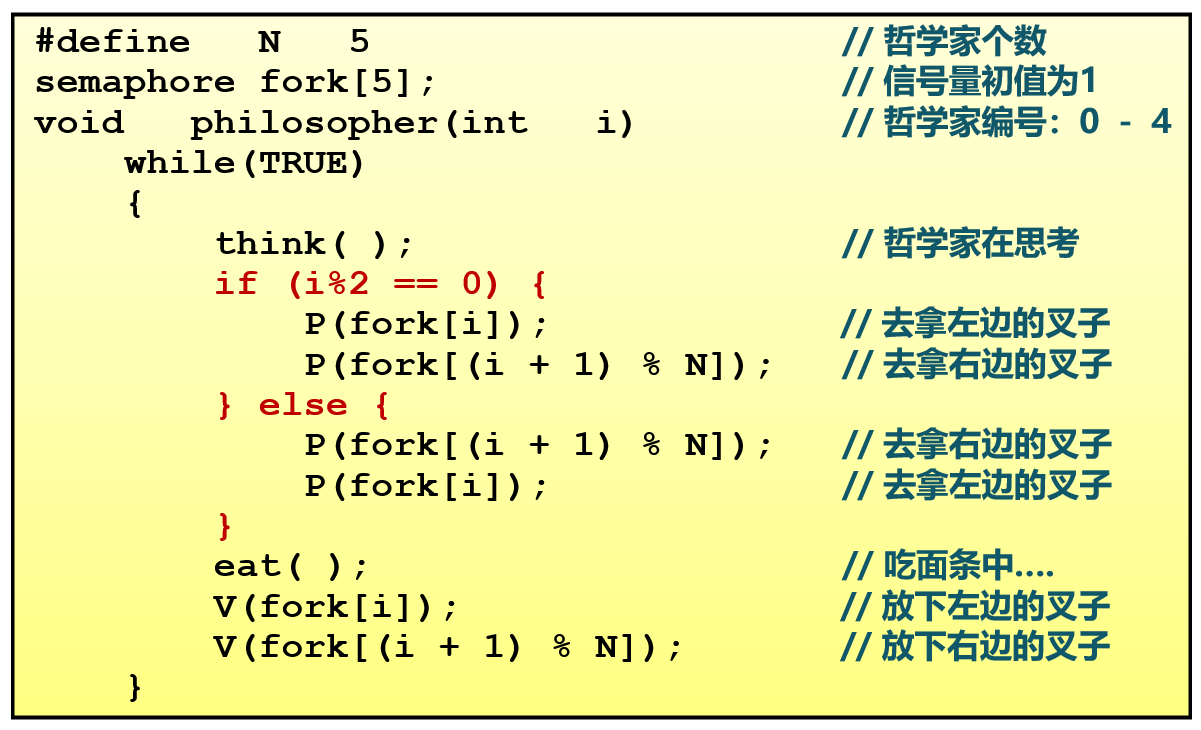 #define   N   5   // 哲学家个数
semaphore fork[5];   // 信号量初值为1
void   philosopher(int   i)   // 哲学家编号：0 - 4
while(TRUE)
{
think( );   // 哲学家在思考
if (i%2 == 0) {
P(fork[i]);   // 去拿左边的叉子
P(fork[(i + 1) % N]);   // 去拿右边的叉子
} else {
P(fork[(i + 1) % N]);   // 去拿右边的叉子
P(fork[i]);   // 去拿左边的叉子
}
eat( );   // 吃面条中....
V(fork[i]);   // 放下左边的叉子
V(fork[(i + 1) % N]);   // 放下右边的叉子
}